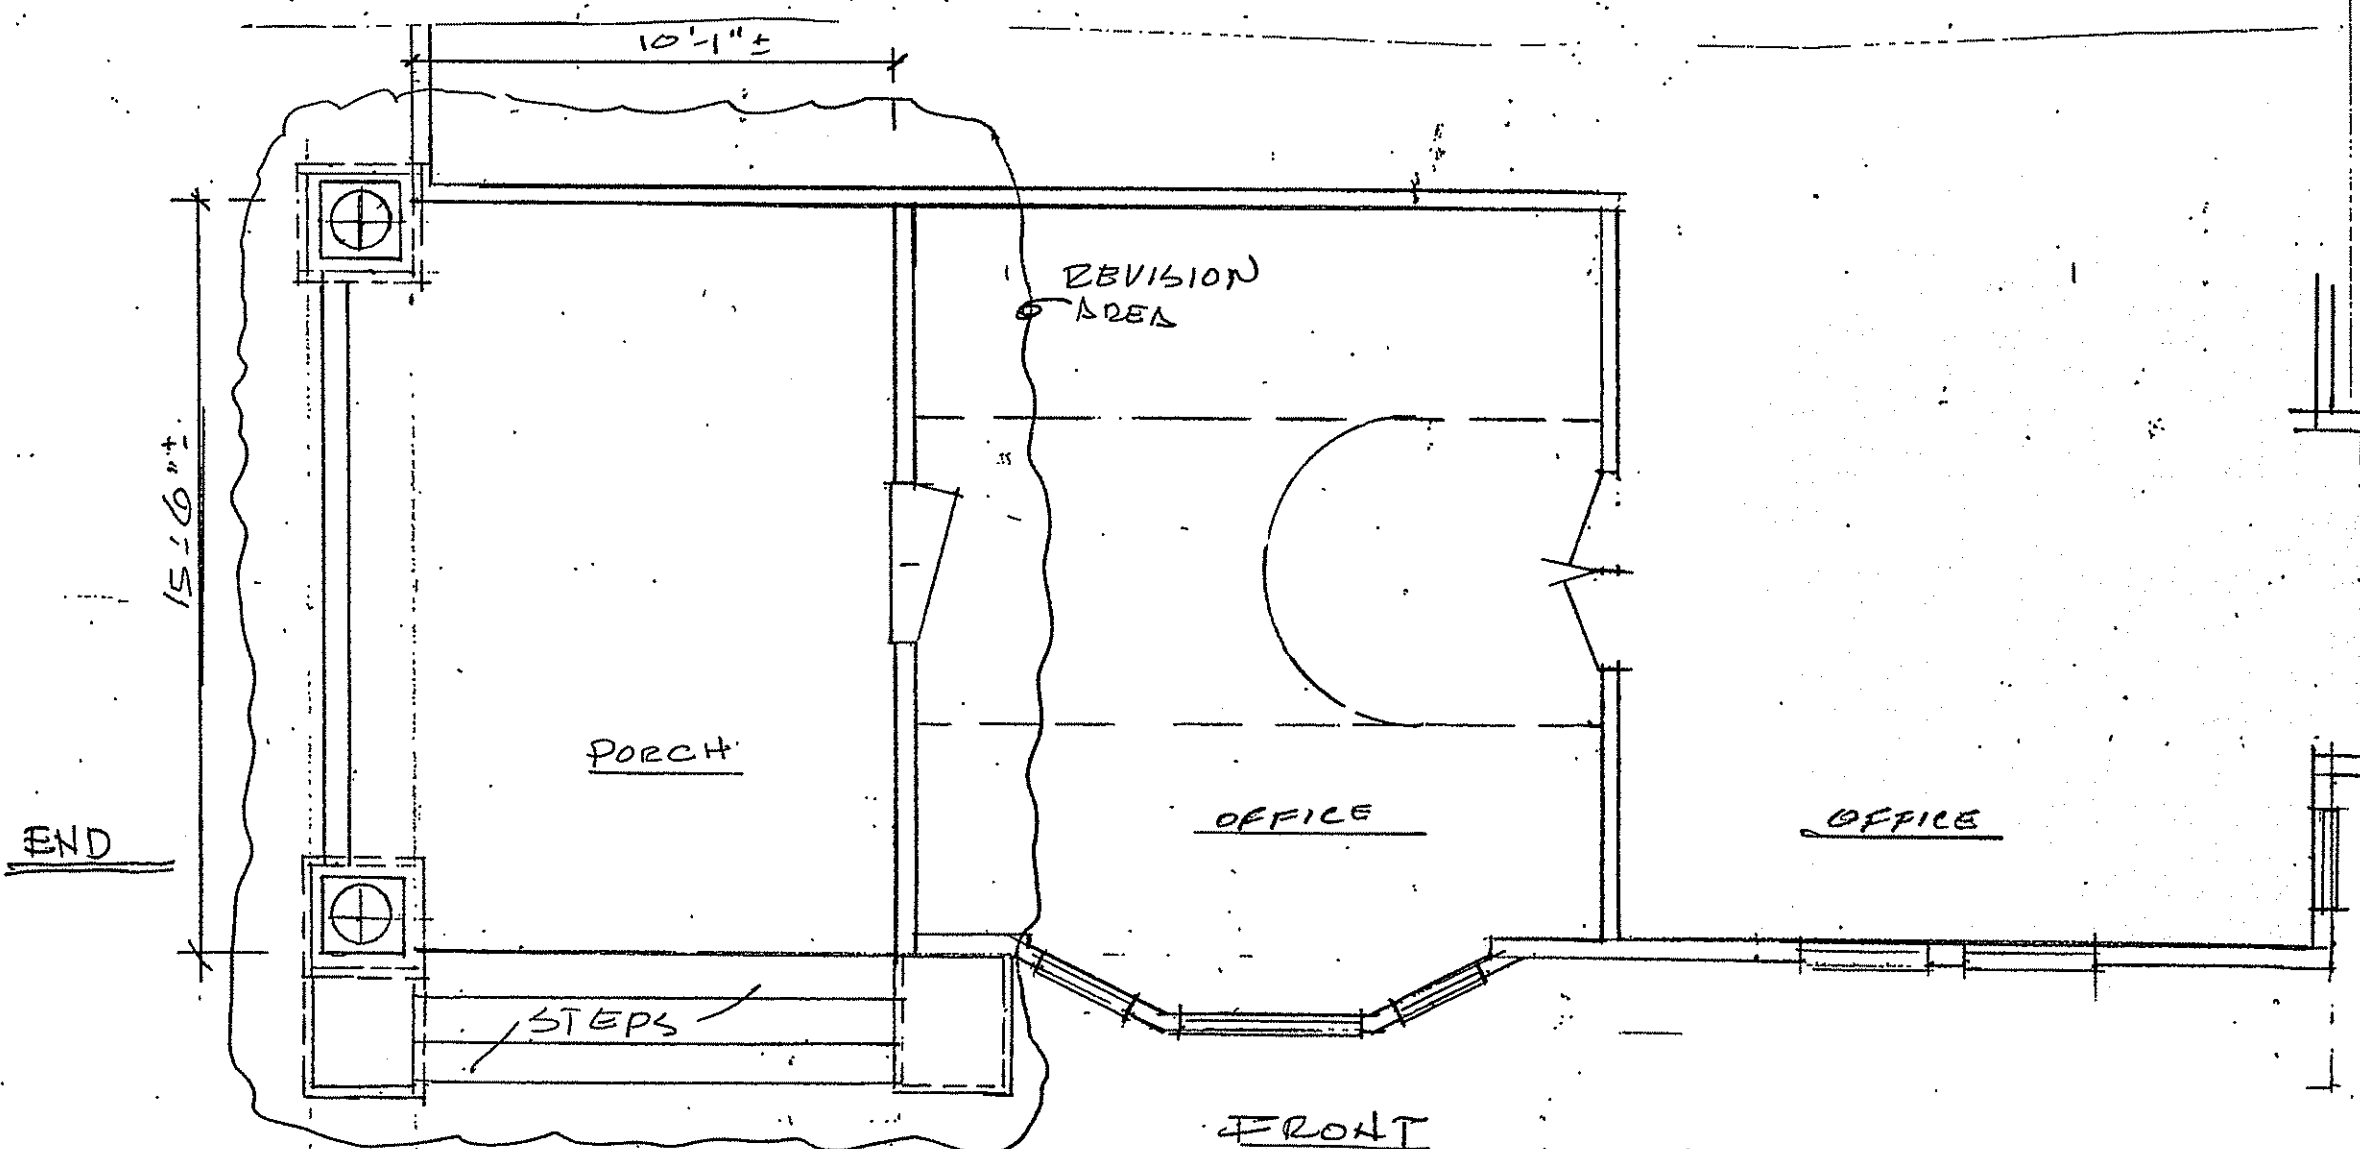 10'-1" ±
REVISION
AREA
15'-6" ±
PORCH
OFFICE
OFFICE
END
STEPS
FRONT